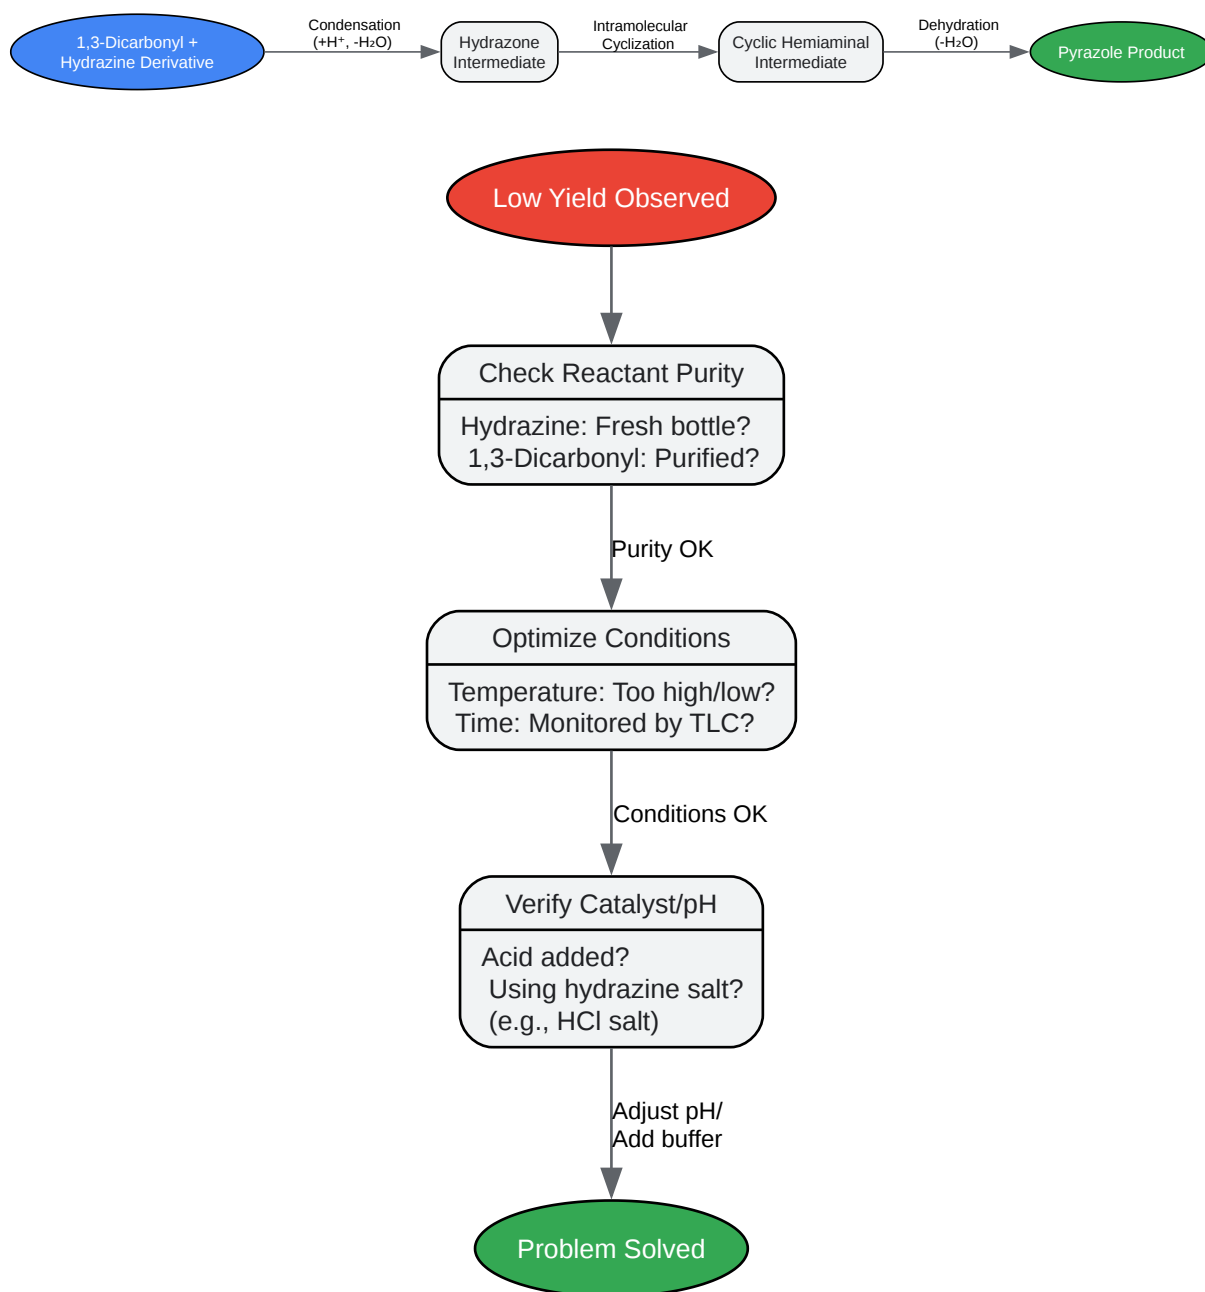 1,3-Dicarbonyl +
Hydrazine Derivative
Condensation
(+H⁺, -H₂O)
Hydrazone
Intermediate
Intramolecular
Cyclization
Cyclic Hemiaminal
Intermediate
Dehydration
(-H₂O)
Pyrazole Product
Low Yield Observed
Check Reactant Purity
Hydrazine: Fresh bottle?
1,3-Dicarbonyl: Purified?
Purity OK
Optimize Conditions
Temperature: Too high/low?
Time: Monitored by TLC?
Conditions OK
Verify Catalyst/pH
Acid added?
Using hydrazine salt?
(e.g., HCl salt)
Adjust pH/
Add buffer
Problem Solved